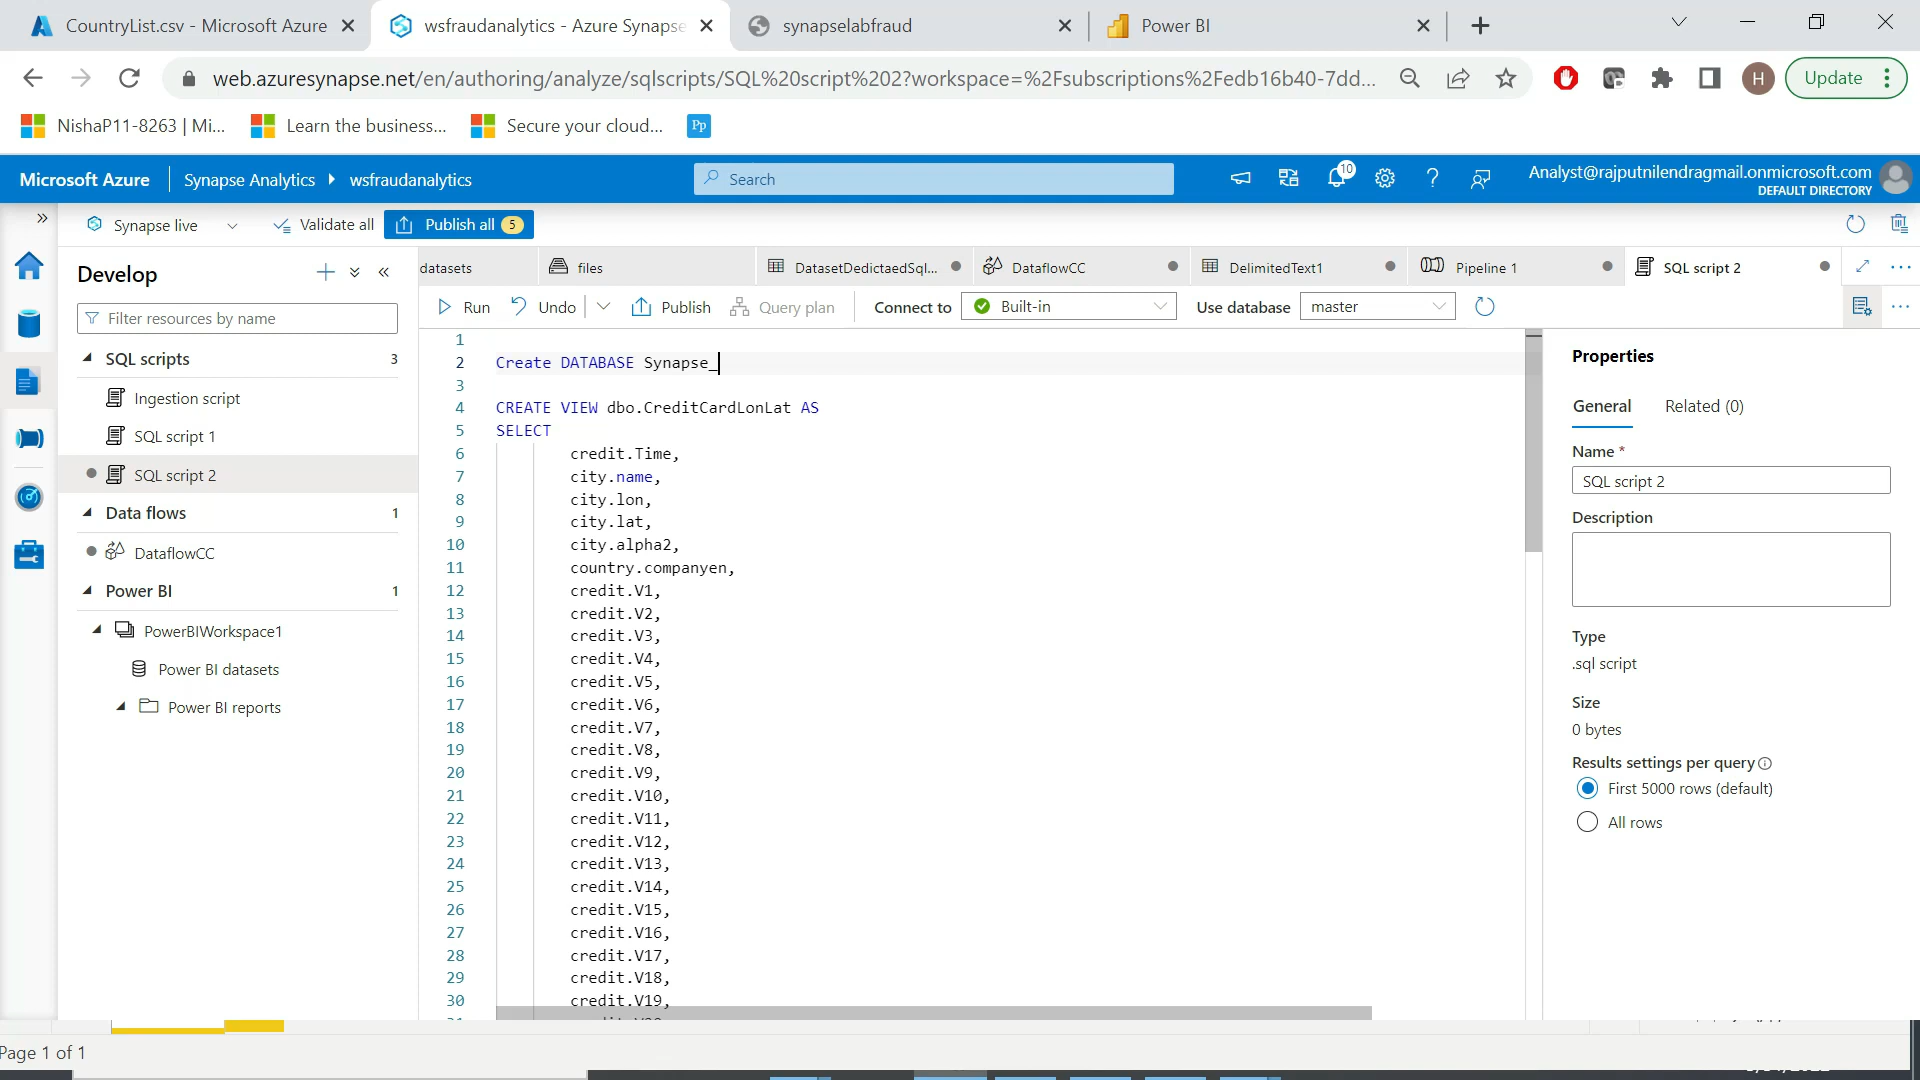 CountryList.csv - Microsoft Azure
wsfraudanalytics - Azure Synapse
synapselabfraud
Power BI
web.azuresynapse.net/en/authoring/analyze/sqlscripts/SQL%20script%202?workspace=%2Fsubscriptions%2Fedb16b40-7dd...
H
Update
NishaP11-8263 | Mi...
Learn the business...
Secure your cloud...
Pp
Microsoft Azure
Synapse Analytics
wsfraudanalytics
Search
10
Analyst@rajputnilendragmail.onmicrosoft.com
DEFAULT DIRECTORY
Synapse live
Validate all
Publish all 5
Develop
Filter resources by name
SQL scripts 3
Ingestion script
SQL script 1
SQL script 2
Data flows 1
DataflowCC
Power BI 1
PowerBIWorkspace1
Power BI datasets
Power BI reports
datasets
files
DatasetDedictaedSql...
DataflowCC
DelimitedText1
Pipeline 1
SQL script 2
Run
Undo
Publish
Query plan
Connect to
Built-in
Use database
master
1
2 Create DATABASE Synapse_
3
4 CREATE VIEW dbo.CreditCardLonLat AS
5 SELECT
6 credit.Time,
7 city.name,
8 city.lon,
9 city.lat,
10 city.alpha2,
11 country.companyen,
12 credit.V1,
13 credit.V2,
14 credit.V3,
15 credit.V4,
16 credit.V5,
17 credit.V6,
18 credit.V7,
19 credit.V8,
20 credit.V9,
21 credit.V10,
22 credit.V11,
23 credit.V12,
24 credit.V13,
25 credit.V14,
26 credit.V15,
27 credit.V16,
28 credit.V17,
29 credit.V18,
30 credit.V19,
Properties
General
Related (0)
Name *
SQL script 2
Description
Type
.sql script
Size
0 bytes
Results settings per query
First 5000 rows (default)
All rows
Page 1 of 1